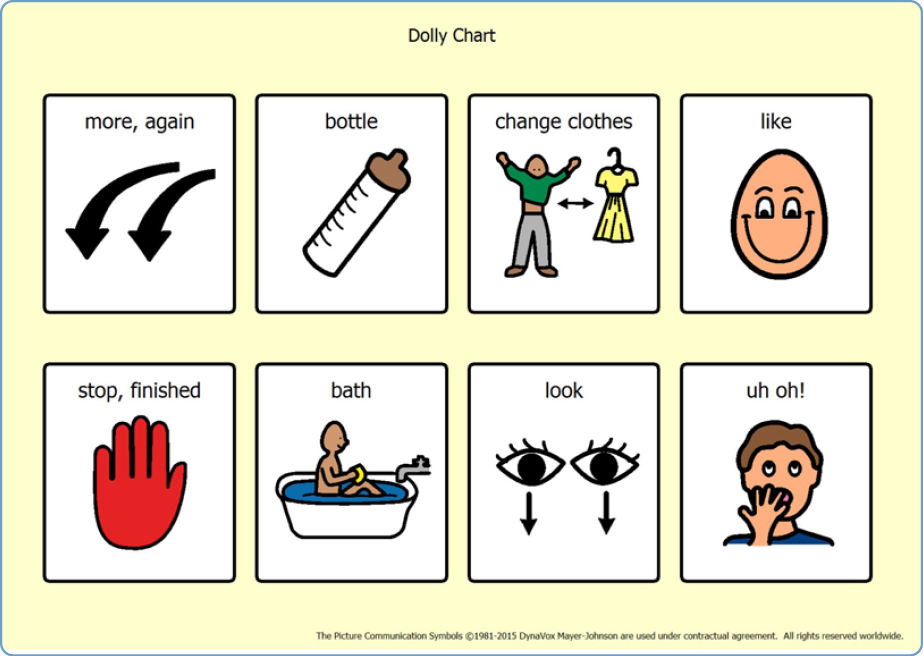 Dolly Chart
more, again
bottle
change clothes
like
stop, finished
bath
look
uh oh!
The Picture Communication Symbols ©1981-2015 DynaVox Mayer-Johnson are used under contractual agreement. All rights reserved worldwide.